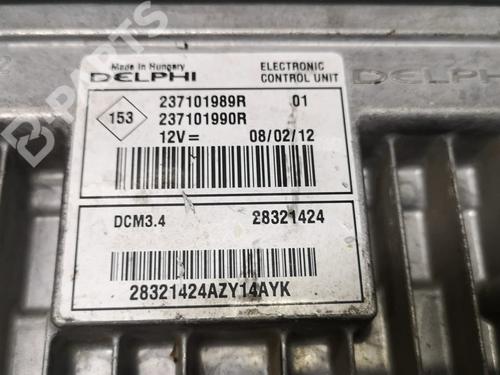 Made in Hungary
DELPHI
ELECTRONIC
CONTROL UNIT
153
237101989R 01
237101990R
12V= 08/02/12
DCM3.4 28321424
28321424AZY14AYK
DELPHI
B PARTS